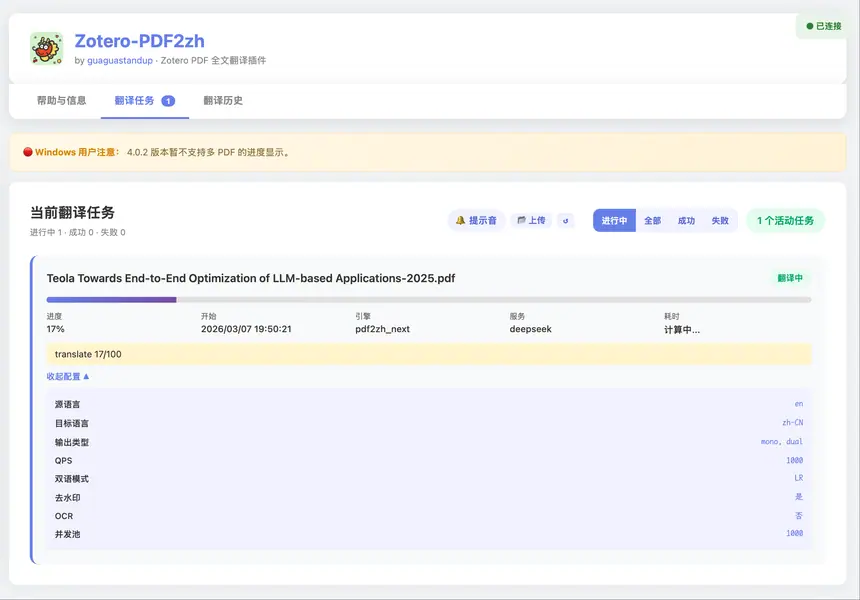 Zotero-PDF2zh
by guaguastandup · Zotero PDF 全文翻译插件
已连接
帮助与信息 翻译任务 1 翻译历史
Windows 用户注意: 4.0.2 版本暂不支持多 PDF 的进度显示。
当前翻译任务
进行中 1 · 成功 0 · 失败 0
提示音 上传 ↺ 进行中 全部 成功 失败 1 个活动任务
Teola Towards End-to-End Optimization of LLM-based Applications-2025.pdf 翻译中
进度 开始 引擎 服务 耗时
17% 2026/03/07 19:50:21 pdf2zh_next deepseek 计算中...
translate 17/100
收起配置 ▲
源语言 en
目标语言 zh-CN
输出类型 mono, dual
QPS 1000
双语模式 LR
去水印 是
OCR 否
并发池 1000